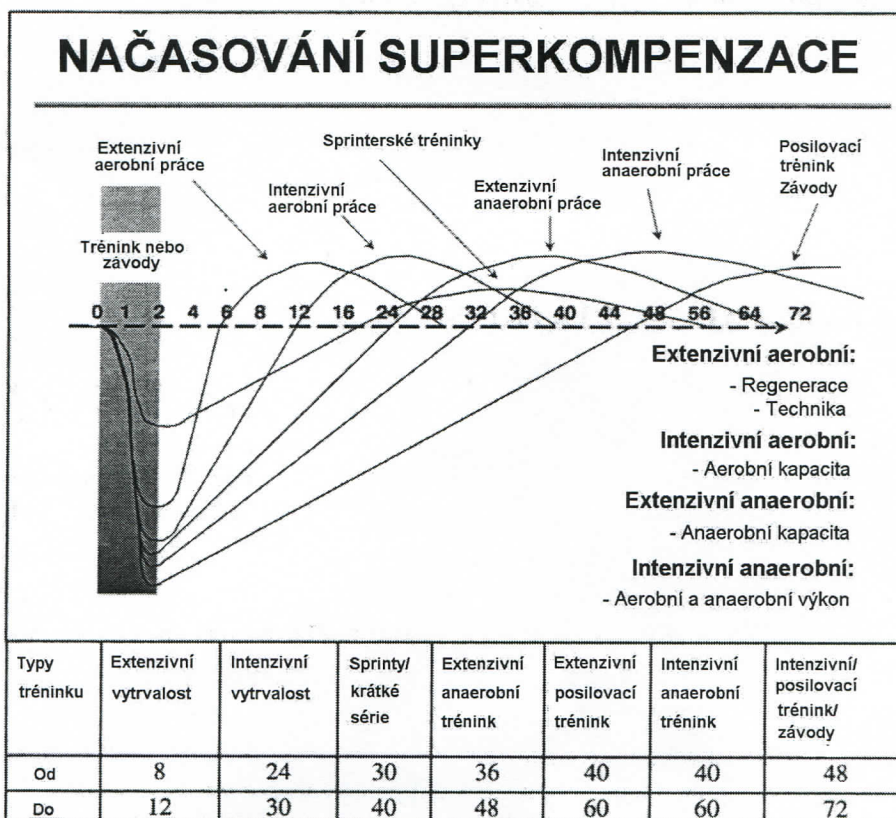 NAČASOVÁNÍ SUPERKOMPENZACE
Extenzivní
aerobní práce
Sprinterské tréninky
Intenzivní
aerobní práce
Extenzivní
anaerobní práce
Intenzivní
anaerobní práce
Posilovací
trénink
Závody
Trénink nebo
závody
0 1 2 4 6 8 12 16 24 28 32 36 40 44 48 56 64 72
Extenzivní aerobní:
- Regenerace
- Technika
Intenzivní aerobní:
- Aerobní kapacita
Extenzivní anaerobní:
- Anaerobní kapacita
Intenzivní anaerobní:
- Aerobní a anaerobní výkon
Typy
tréninku
Extenzivní
vytrvalost
Intenzivní
vytrvalost
Sprinty/
krátké
série
Extenzivní
anaerobní
trénink
Extenzivní
posilovací
trénink
Intenzivní
anaerobní
trénink
Intenzivní/
posilovací
trénink/
závody
Od 8 24 30 36 40 40 48
Do 12 30 40 48 60 60 72